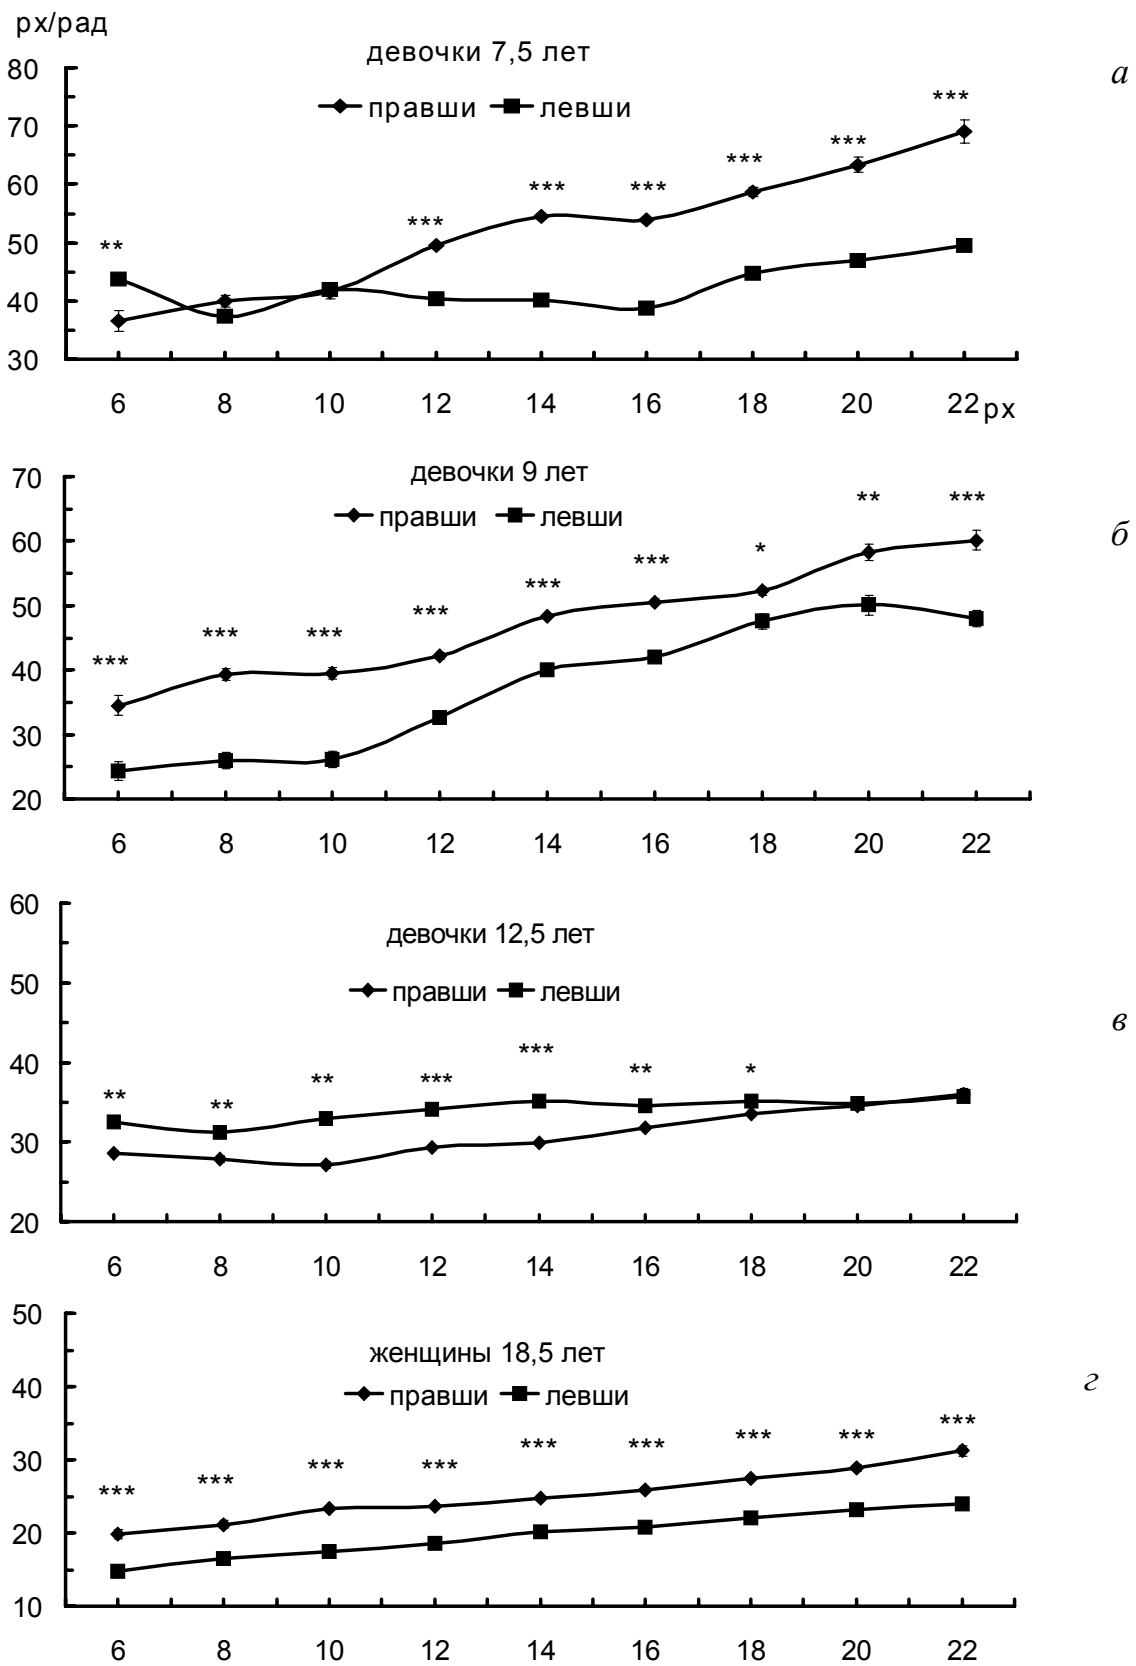 рх/рад
девочки 7,5 лет
а
правши левши
80
70
60
50
40
30
***
***
***
***
***
***
**
6 8 10 12 14 16 18 20 22 рх
девочки 9 лет
б
правши левши
70
60
50
40
30
20
** ***
*
***
***
***
*** ***
***
6 8 10 12 14 16 18 20 22
девочки 12,5 лет
в
правши левши
60
50
40
30
20
***
** *
** ***
** **
6 8 10 12 14 16 18 20 22
женщины 18,5 лет
г
правши левши
50
40
30
20
10
*** *** *** *** *** *** *** *** ***
6 8 10 12 14 16 18 20 22